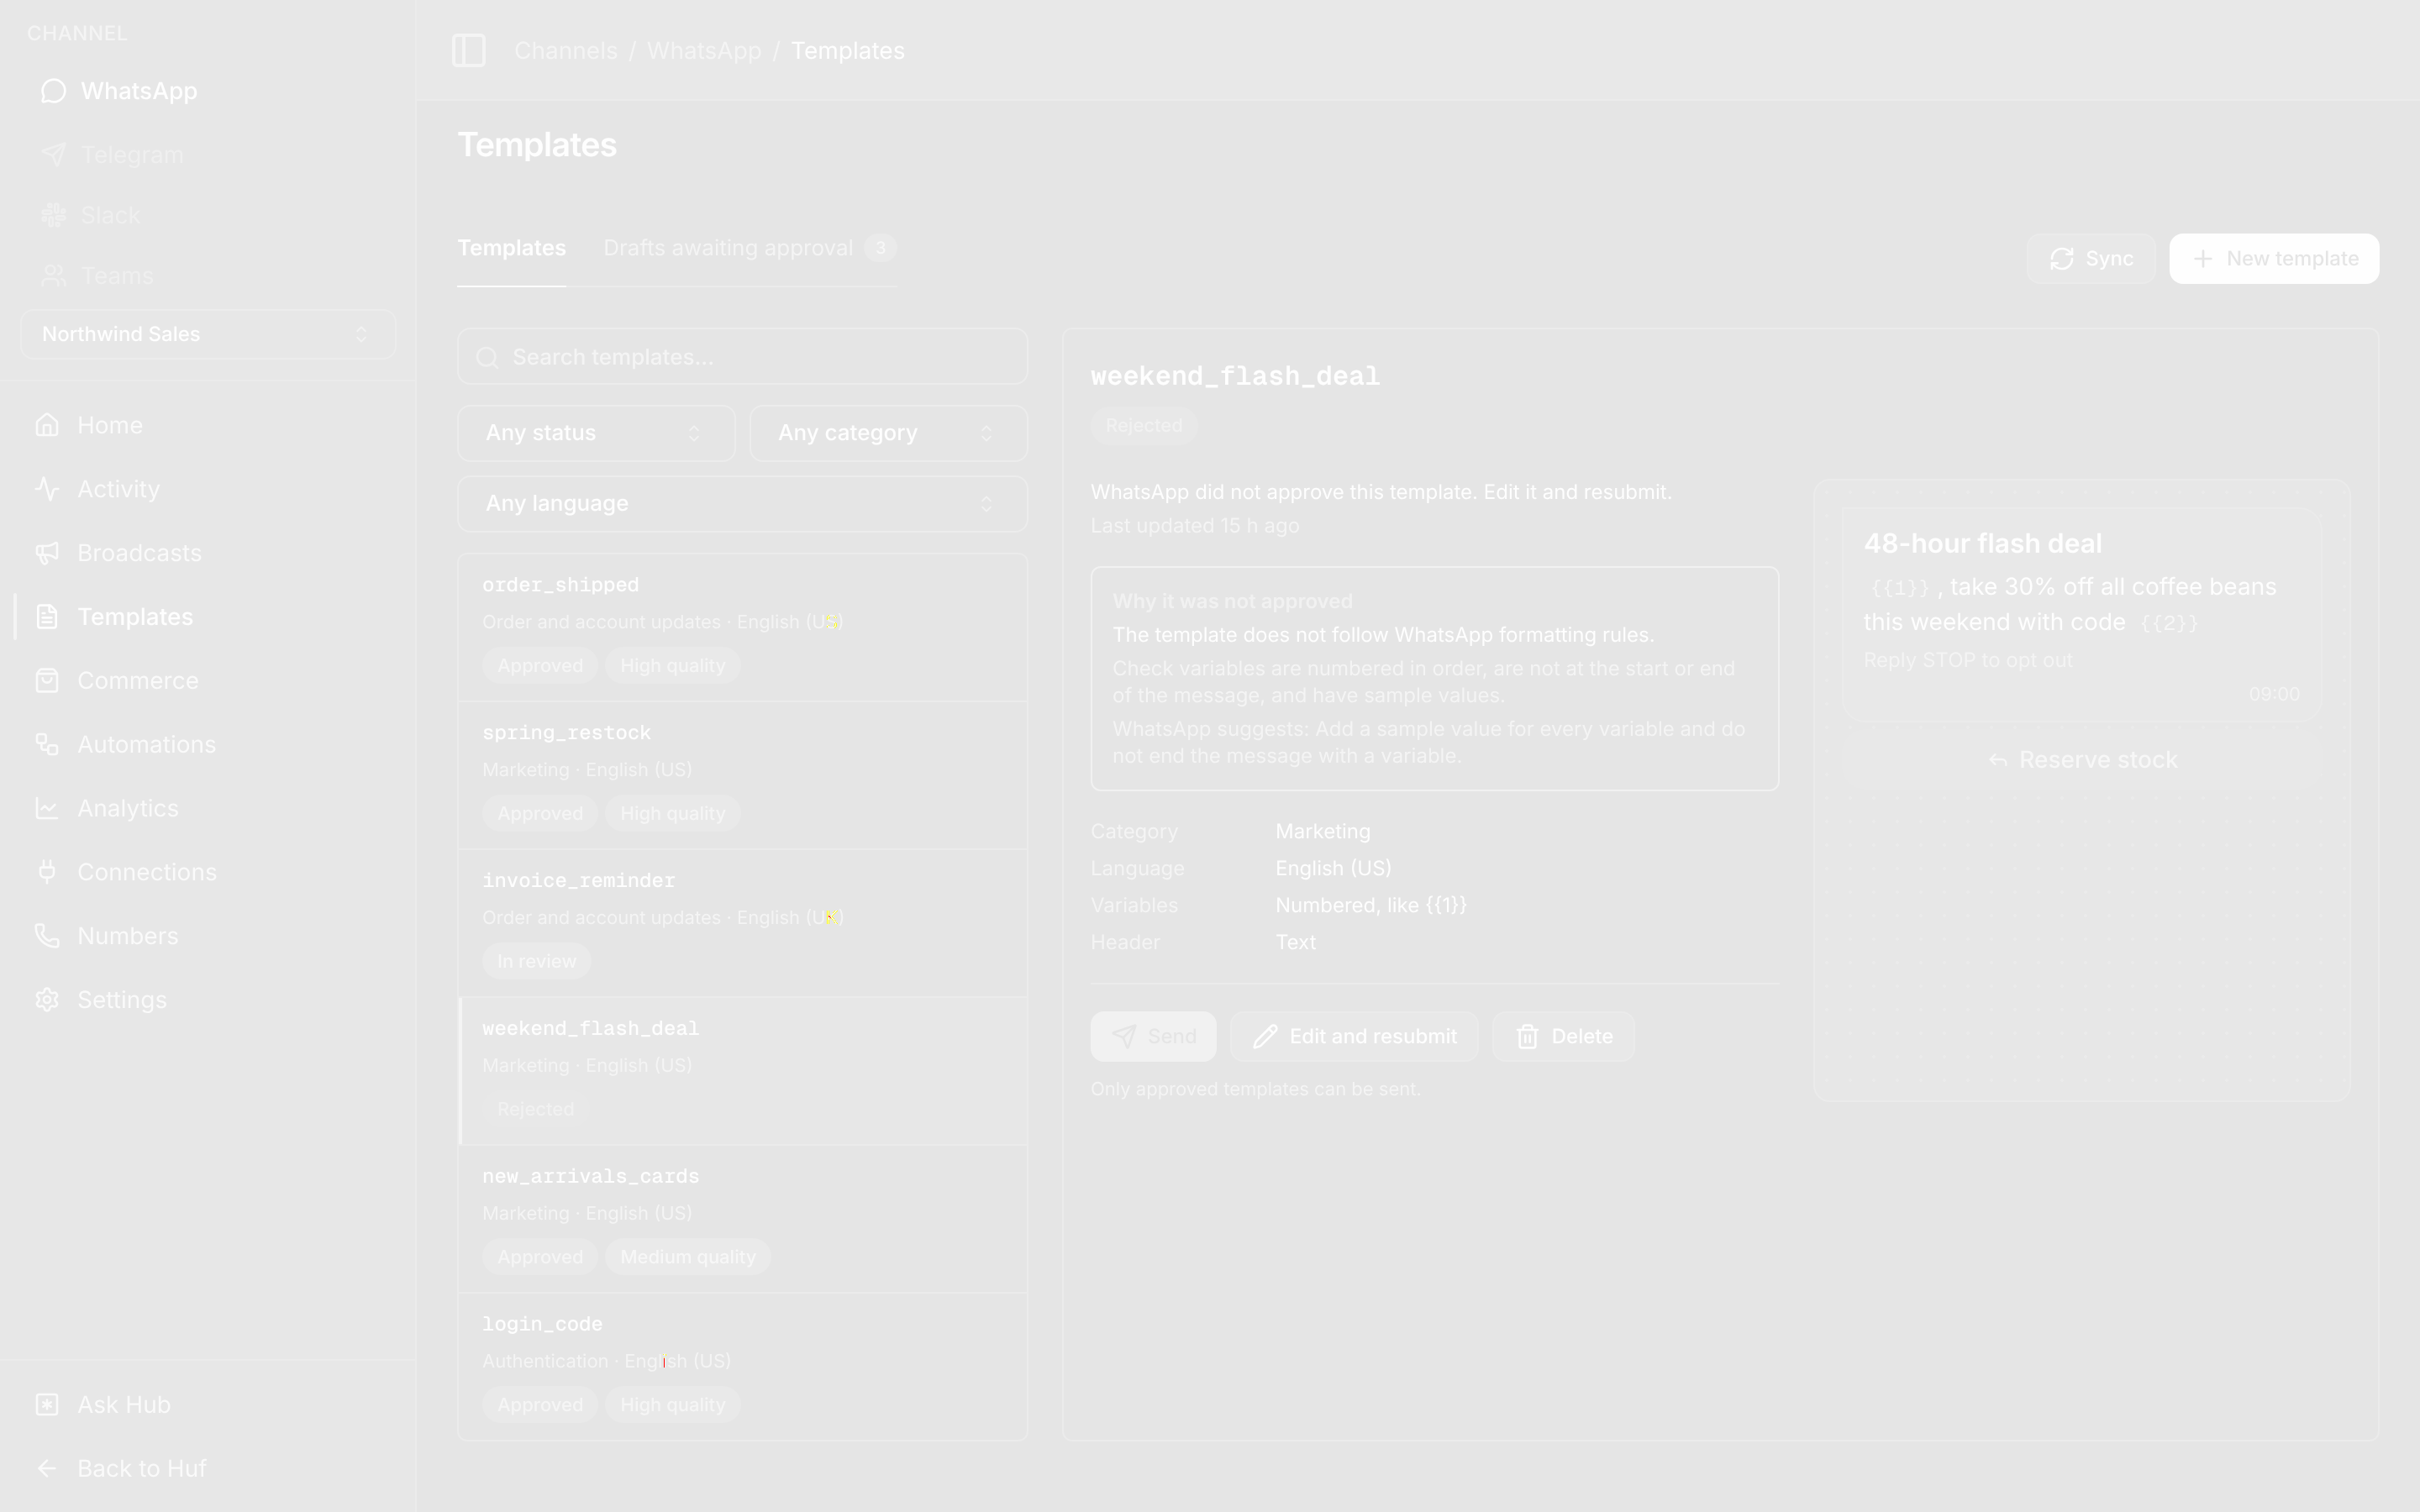 CHANNEL
WhatsApp
Telegram
Slack
Teams
Northwind Sales
Home
Activity
Broadcasts
Templates
Commerce
Automations
Analytics
Connections
Numbers
Settings
Ask Hub
Back to Huf
Channels / WhatsApp / Templates
Templates
Templates
Drafts awaiting approval 3
Sync
New template
Search templates...
Any status
Any category
Any language
order_shipped
Order and account updates · English (US)
Approved
High quality
spring_restock
Marketing · English (US)
Approved
High quality
invoice_reminder
Order and account updates · English (UK)
In review
weekend_flash_deal
Marketing · English (US)
Rejected
new_arrivals_cards
Marketing · English (US)
Approved
Medium quality
login_code
Authentication · English (US)
Approved
High quality
weekend_flash_deal
Rejected
WhatsApp did not approve this template. Edit it and resubmit.
Last updated 15 h ago
Why it was not approved
The template does not follow WhatsApp formatting rules.
Check variables are numbered in order, are not at the start or end
of the message, and have sample values.
WhatsApp suggests: Add a sample value for every variable and do
not end the message with a variable.
Category Marketing
Language English (US)
Variables Numbered, like {{1}}
Header Text
Send
Edit and resubmit
Delete
Only approved templates can be sent.
48-hour flash deal
{{1}} , take 30% off all coffee beans
this weekend with code {{2}}
Reply STOP to opt out
09:00
Reserve stock